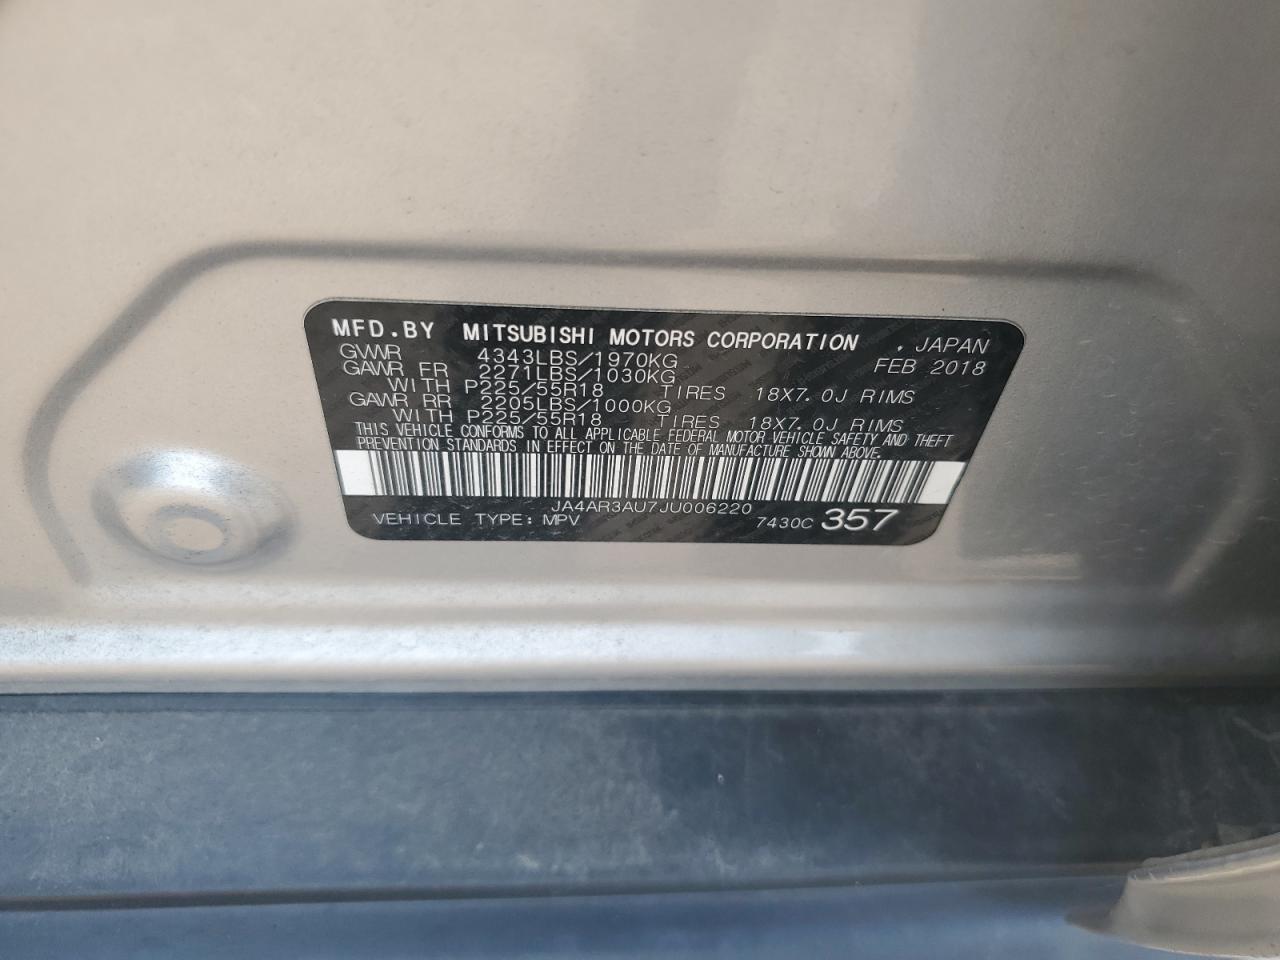 MFD.BY MITSUBISHI MOTORS CORPORATION . JAPAN
GVWR 4343LBS/1970KG FEB 2018
GAWR FR 2271LBS/1030KG
WITH P225/55R18 TIRES 18X7.0J RIMS
GAWR RR 2205LBS/1000KG
WITH P225/55R18 TIRES 18X7.0J RIMS
THIS VEHICLE CONFORMS TO ALL APPLICABLE FEDERAL MOTOR VEHICLE SAFETY AND THEFT
PREVENTION STANDARDS IN EFFECT ON THE DATE OF MANUFACTURE SHOWN ABOVE.
JA4AR3AU7JU006220
VEHICLE TYPE: MPV 7430C 357